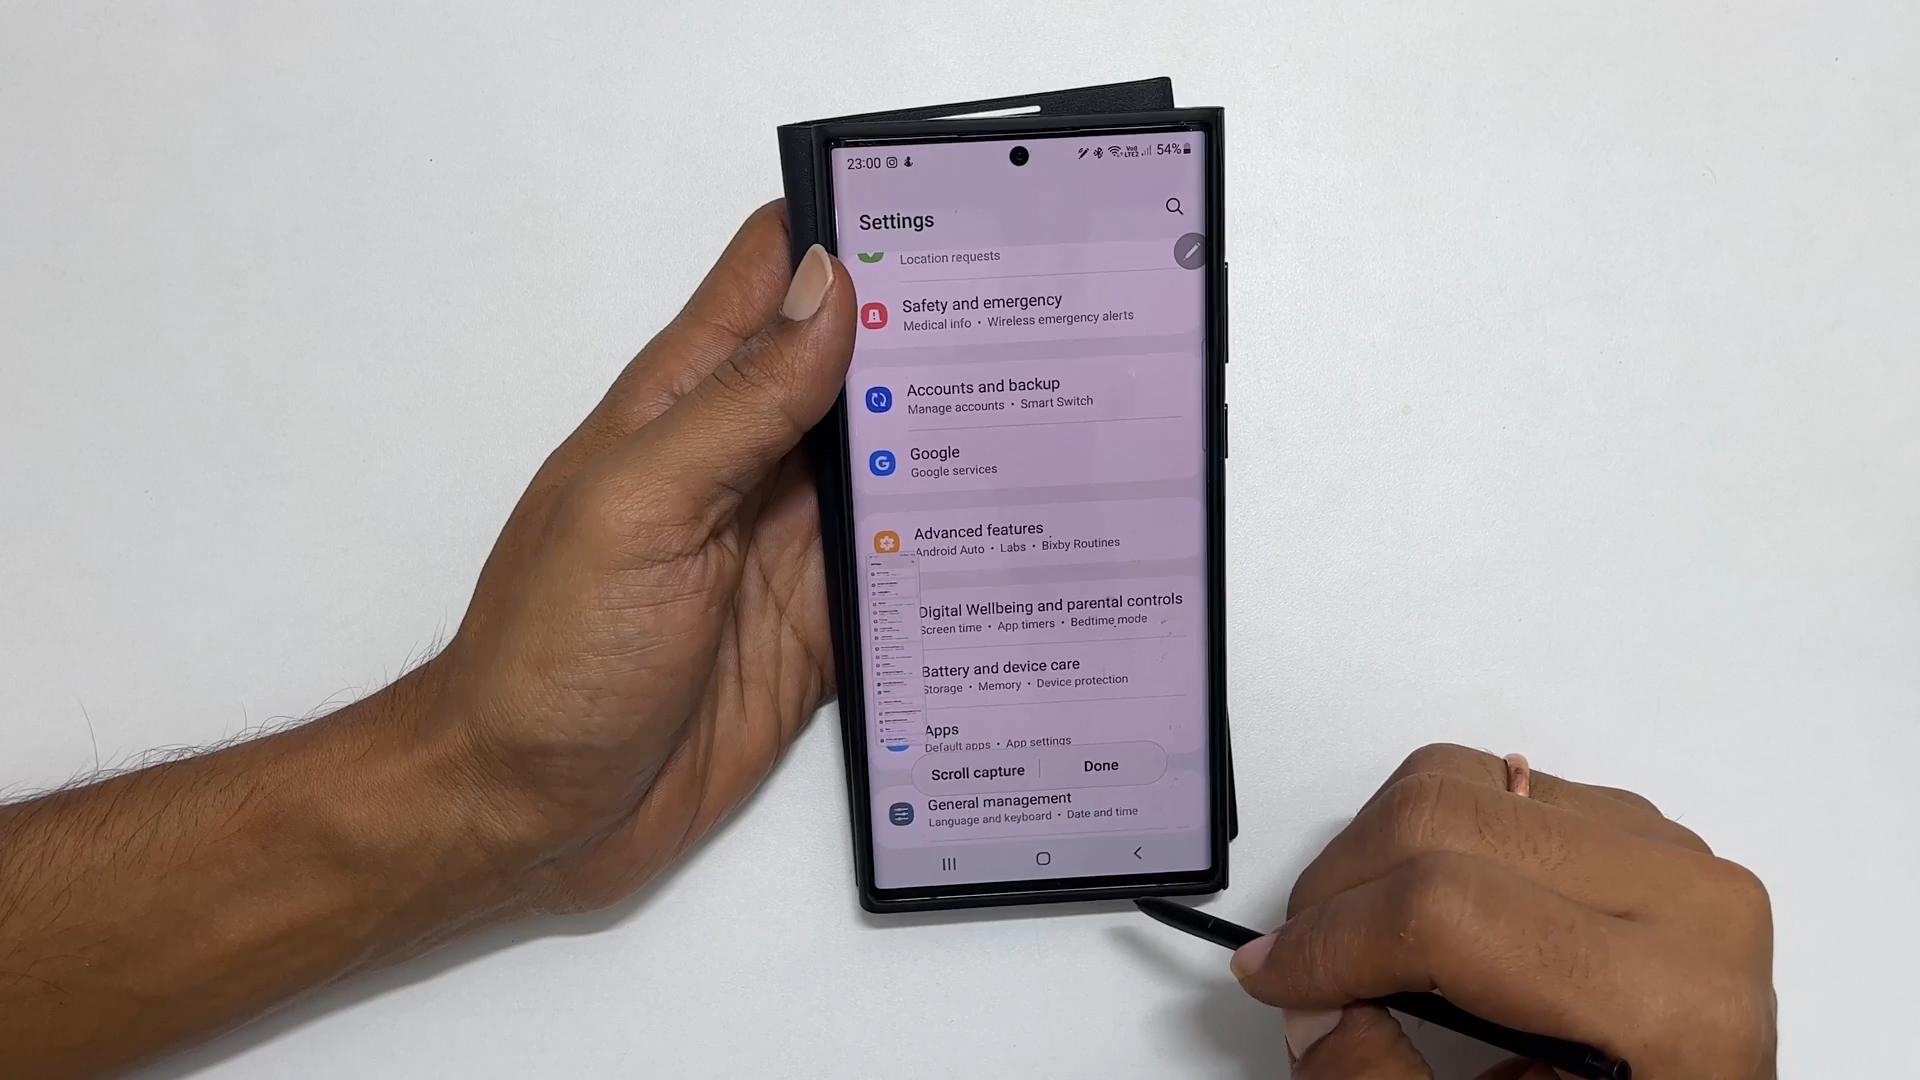 23:00 54%
VoLTE2
Settings
Location requests
Safety and emergency
Medical info • Wireless emergency alerts
Accounts and backup
Manage accounts • Smart Switch
Google
Google services
Advanced features
Android Auto • Labs • Bixby Routines
Digital Wellbeing and parental controls
Screen time • App timers • Bedtime mode
Battery and device care
Storage • Memory • Device protection
Apps
Default apps • App settings
Scroll capture Done
General management
Language and keyboard • Date and time